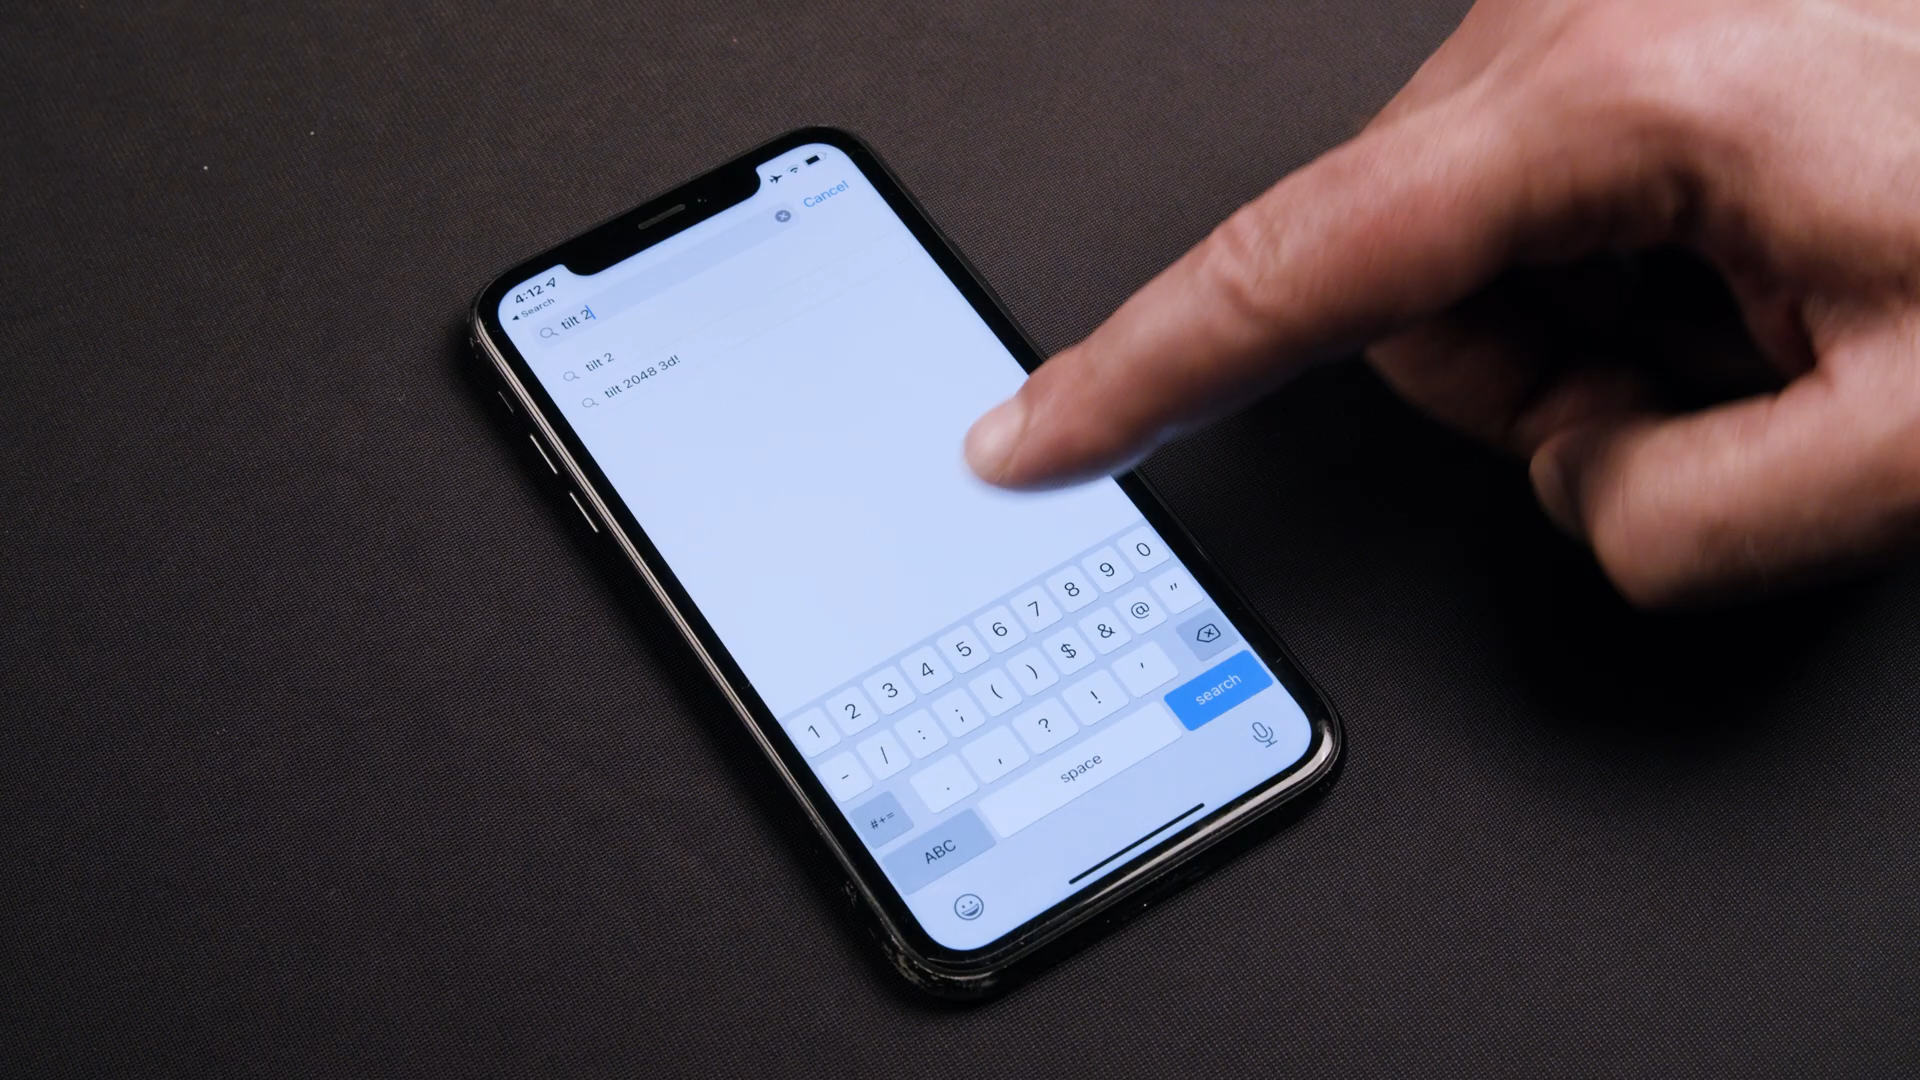 4:12
Search
Cancel
tilt 2
tilt 2
tilt 2048 3d!
1 2 3 4 5 6 7 8 9 0
- / : ; ( ) $ & @ "
#+= . , ? ! '
ABC space search